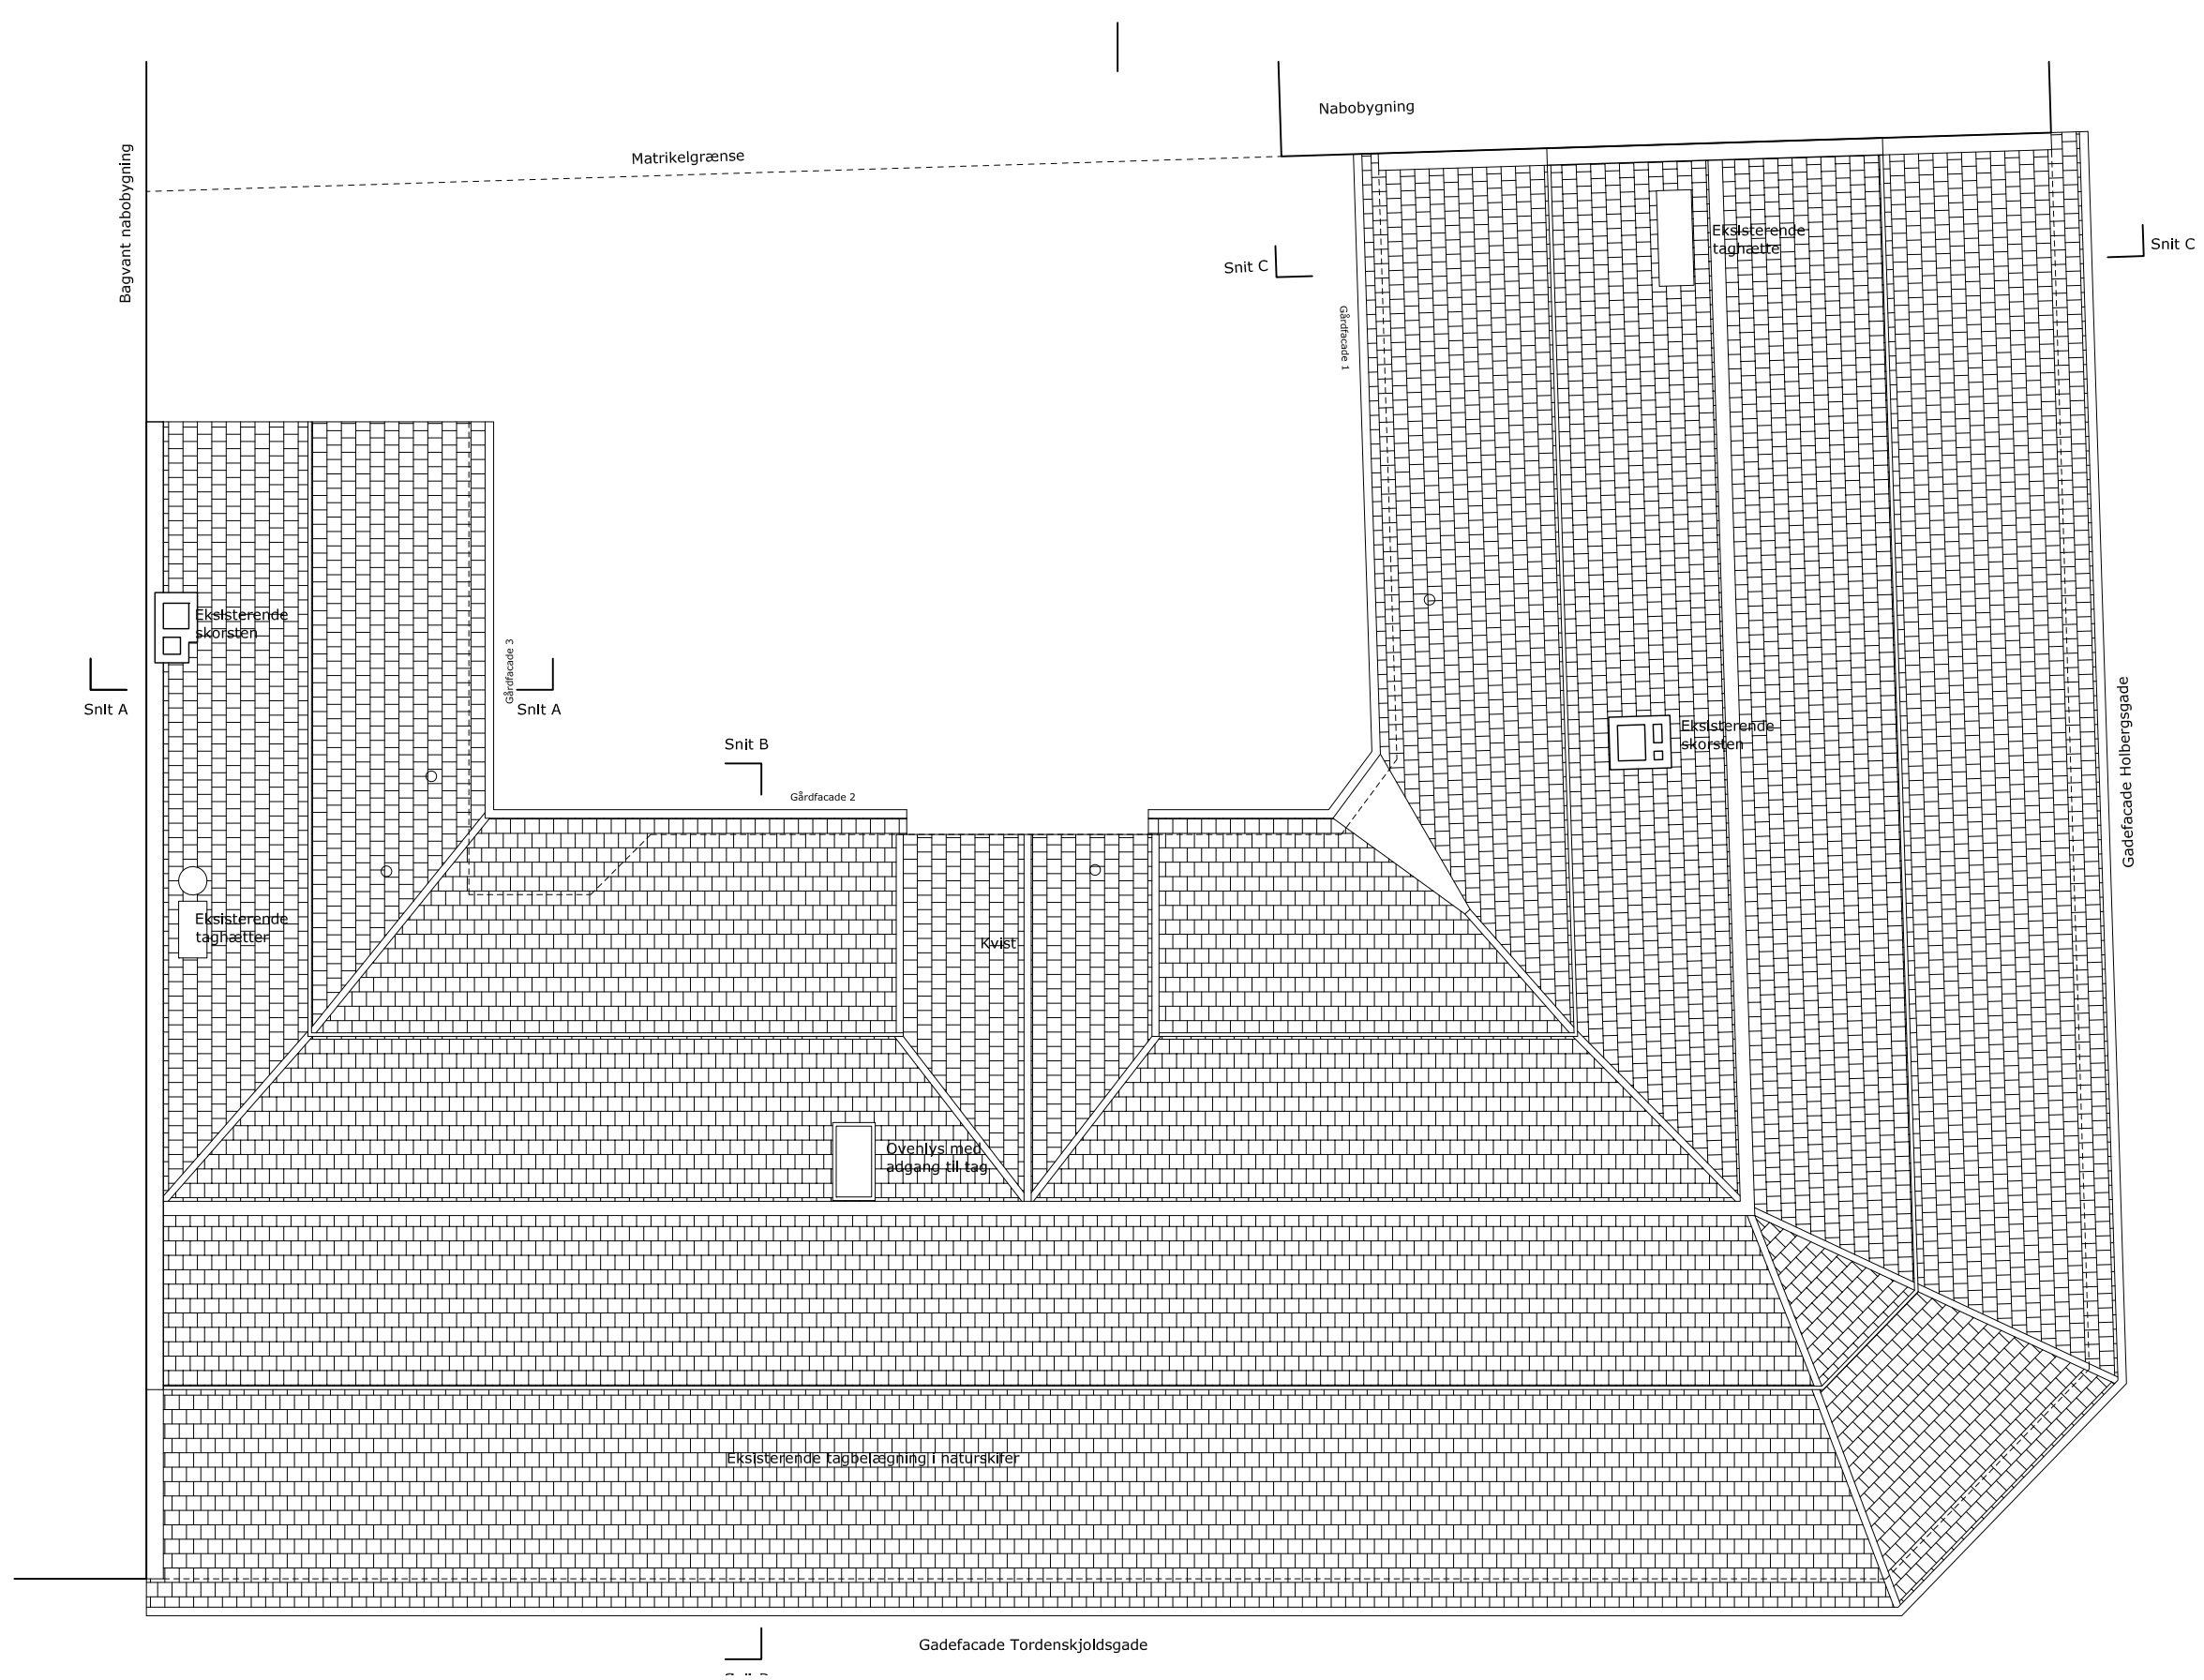 Nabobygning
Matrikelgrænse
Bagvant nabobygning
Eksisterende
taghætte
Snit C
Snit C
Gårdfacade 1
Eksisterende
skorsten
Gårdfacade 3
Snit A
Snit A
Gadefacade Holbergsgade
Eksisterende
skorsten
Snit B
Gårdfacade 2
Eksisterende
taghætter
Kvist
Ovenlys med
adgang til tag
Eksisterende tagbelægning i naturskifer
Gadefacade Tordenskjoldsgade